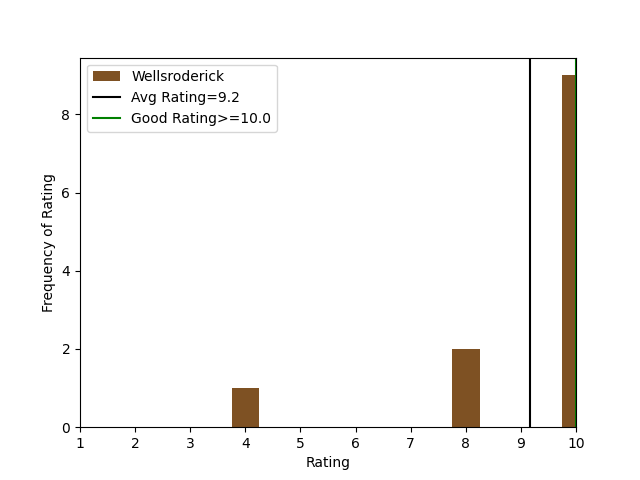 Wellsroderick
Avg Rating=9.2
Good Rating>=10.0
Frequency of Rating
8
6
4
2
0
1 2 3 4 5 6 7 8 9 10
Rating